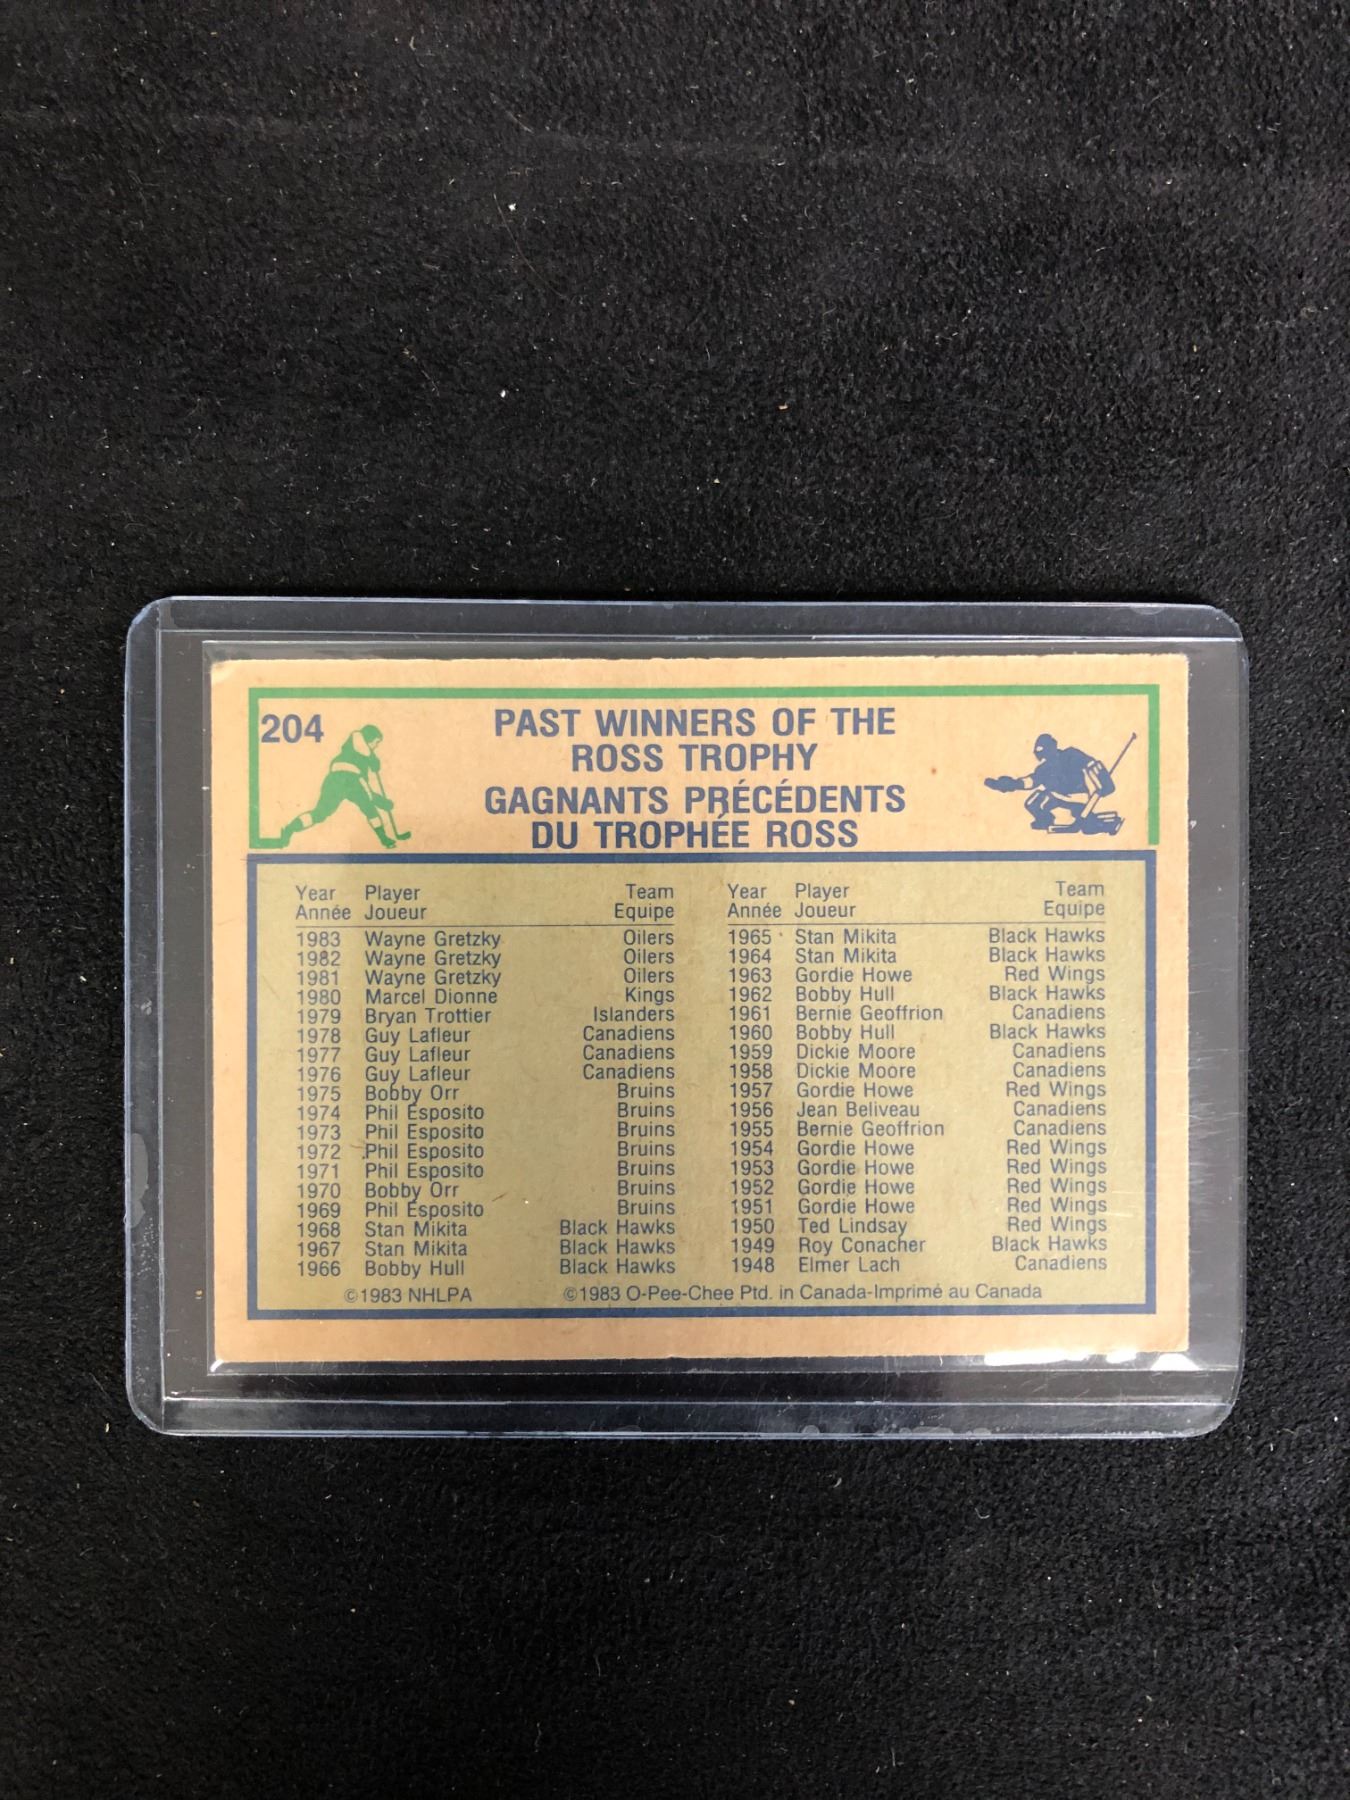 204
PAST WINNERS OF THE
ROSS TROPHY
GAGNANTS PRÉCÉDENTS
DU TROPHÉE ROSS
Year Player Team
Année Joueur Equipe
1983 Wayne Gretzky Oilers
1982 Wayne Gretzky Oilers
1981 Wayne Gretzky Oilers
1980 Marcel Dionne Kings
1979 Bryan Trottier Islanders
1978 Guy Lafleur Canadiens
1977 Guy Lafleur Canadiens
1976 Guy Lafleur Canadiens
1975 Bobby Orr Bruins
1974 Phil Esposito Bruins
1973 Phil Esposito Bruins
1972 Phil Esposito Bruins
1971 Phil Esposito Bruins
1970 Bobby Orr Bruins
1969 Phil Esposito Bruins
1968 Stan Mikita Black Hawks
1967 Stan Mikita Black Hawks
1966 Bobby Hull Black Hawks
Year Player Team
Année Joueur Equipe
1965 Stan Mikita Black Hawks
1964 Stan Mikita Black Hawks
1963 Gordie Howe Red Wings
1962 Bobby Hull Black Hawks
1961 Bernie Geoffrion Canadiens
1960 Bobby Hull Black Hawks
1959 Dickie Moore Canadiens
1958 Dickie Moore Canadiens
1957 Gordie Howe Red Wings
1956 Jean Beliveau Canadiens
1955 Bernie Geoffrion Canadiens
1954 Gordie Howe Red Wings
1953 Gordie Howe Red Wings
1952 Gordie Howe Red Wings
1951 Gordie Howe Red Wings
1950 Ted Lindsay Red Wings
1949 Roy Conacher Black Hawks
1948 Elmer Lach Canadiens
©1983 NHLPA ©1983 O-Pee-Chee Ptd. in Canada-Imprimé au Canada